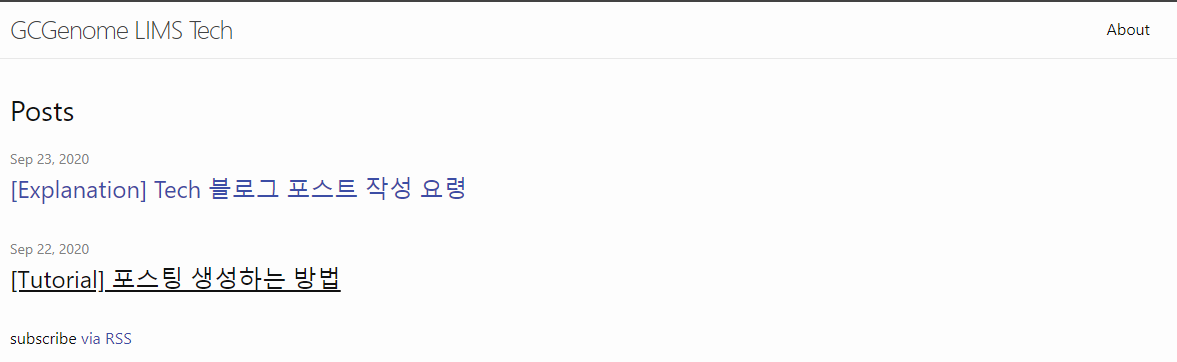 GCGenome LIMS Tech
About
Posts
Sep 23, 2020
[Explanation] Tech 블로그 포스트 작성 요령
Sep 22, 2020
[Tutorial] 포스팅 생성하는 방법
subscribe via RSS